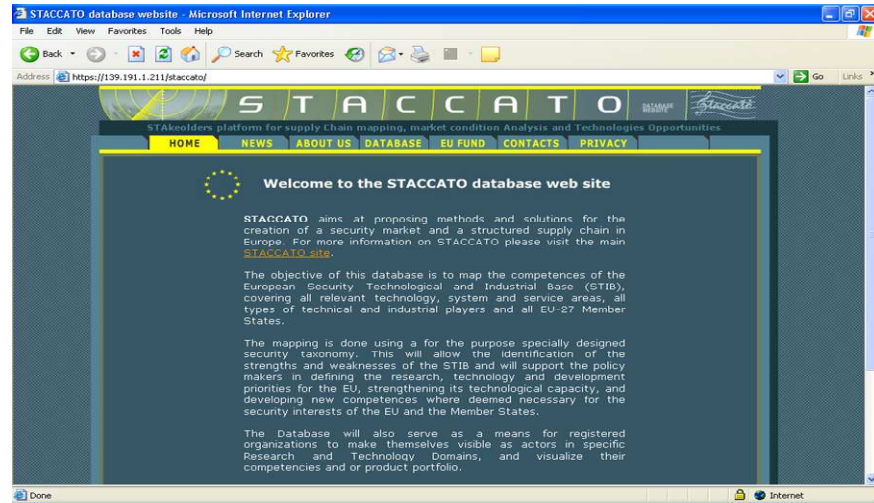 STACCATO database website - Microsoft Internet Explorer
File Edit View Favorites Tools Help
Back Search Favorites
Address https://139.191.1.211/staccato/ Go Links
STACCATO DATABASE WEBSITE Staccato
STAkeolders platform for supply Chain mapping, market condition Analysis and Technologies Opportunities
HOME NEWS ABOUT US DATABASE EU FUND CONTACTS PRIVACY
Welcome to the STACCATO database web site
STACCATO aims at proposing methods and solutions for the
creation of a security market and a structured supply chain in
Europe. For more information on STACCATO please visit the main
STACCATO site.
The objective of this database is to map the competences of the
European Security Technological and Industrial Base (STIB),
covering all relevant technology, system and service areas, all
types of technical and industrial players and all EU-27 Member
States.
The mapping is done using a for the purpose specially designed
security taxonomy. This will allow the identification of the
strengths and weaknesses of the STIB and will support the policy
makers in defining the research, technology and development
priorities for the EU, strengthening its technological capacity, and
developing new competences where deemed necessary for the
security interests of the EU and the Member States.
The Database will also serve as a means for registered
organizations to make themselves visible as actors in specific
Research and Technology Domains, and visualize their
competencies and or product portfolio.
Done Internet